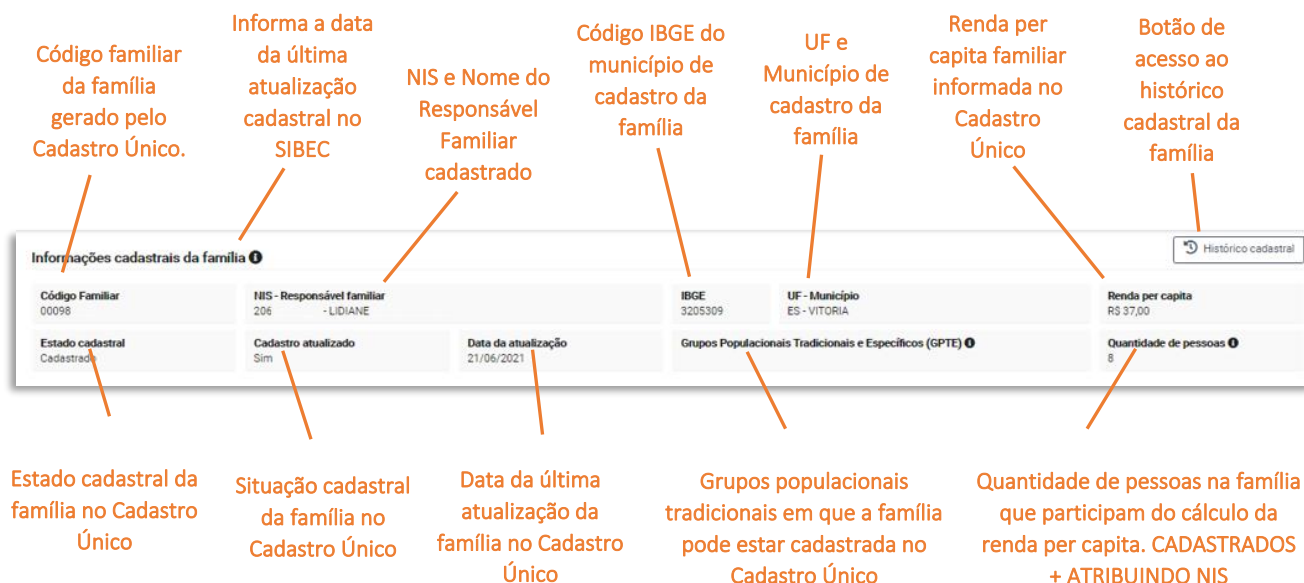 Código familiar
da família
gerado pelo
Cadastro Único.
Informa a data
da última
atualização
cadastral no
SIBEC
NIS e Nome do
Responsável
Familiar
cadastrado
Código IBGE do
município de
cadastro da
família
UF e
Município de
cadastro da
família
Renda per
capita familiar
informada no
Cadastro
Único
Botão de
acesso ao
histórico
cadastral da
família
Informações cadastrais da família
Histórico cadastral
Código Familiar
00098
NIS - Responsável familiar
206 - LIDIANE
IBGE
3205309
UF - Município
ES - VITORIA
Renda per capita
R$ 37,00
Estado cadastral
Cadastrado
Cadastro atualizado
Sim
Data da atualização
21/06/2021
Grupos Populacionais Tradicionais e Específicos (GPTE)
Quantidade de pessoas
8
Estado cadastral da
família no Cadastro
Único
Situação cadastral
da família no
Cadastro Único
Data da última
atualização da
família no Cadastro
Único
Grupos populacionais
tradicionais em que a família
pode estar cadastrada no
Cadastro Único
Quantidade de pessoas na família
que participam do cálculo da
renda per capita. CADASTRADOS
+ ATRIBUINDO NIS